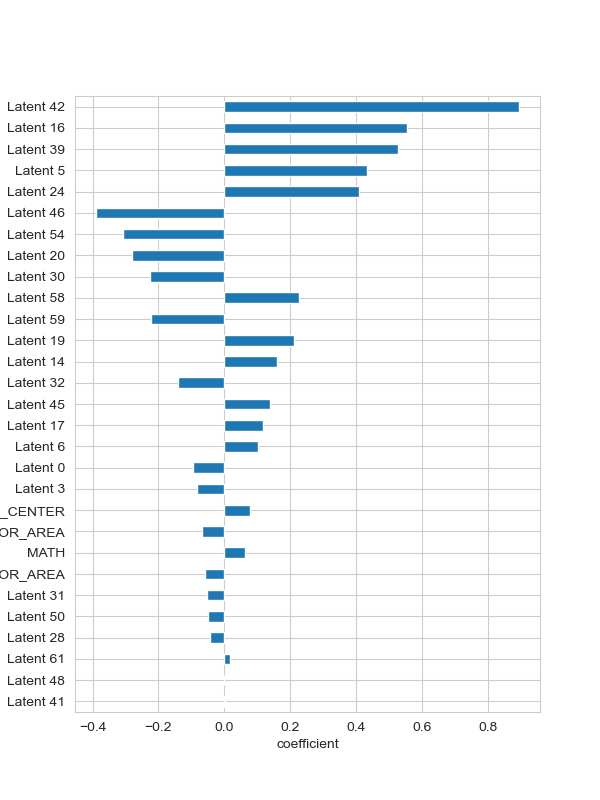 Latent 42
Latent 16
Latent 39
Latent 5
Latent 24
Latent 46
Latent 54
Latent 20
Latent 30
Latent 58
Latent 59
Latent 19
Latent 14
Latent 32
Latent 45
Latent 17
Latent 6
Latent 0
Latent 3
_CENTER
OR_AREA
MATH
OR_AREA
Latent 31
Latent 50
Latent 28
Latent 61
Latent 48
Latent 41
−0.4 −0.2 0.0 0.2 0.4 0.6 0.8
coefficient